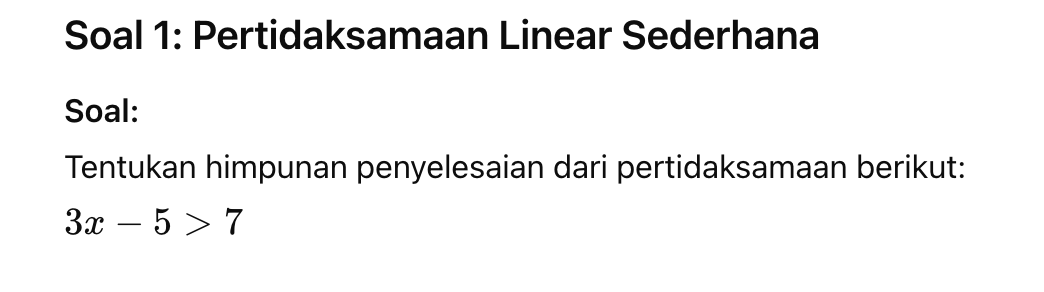 Soal 1: Pertidaksamaan Linear Sederhana
Soal:
Tentukan himpunan penyelesaian dari pertidaksamaan berikut:
3x − 5 > 7